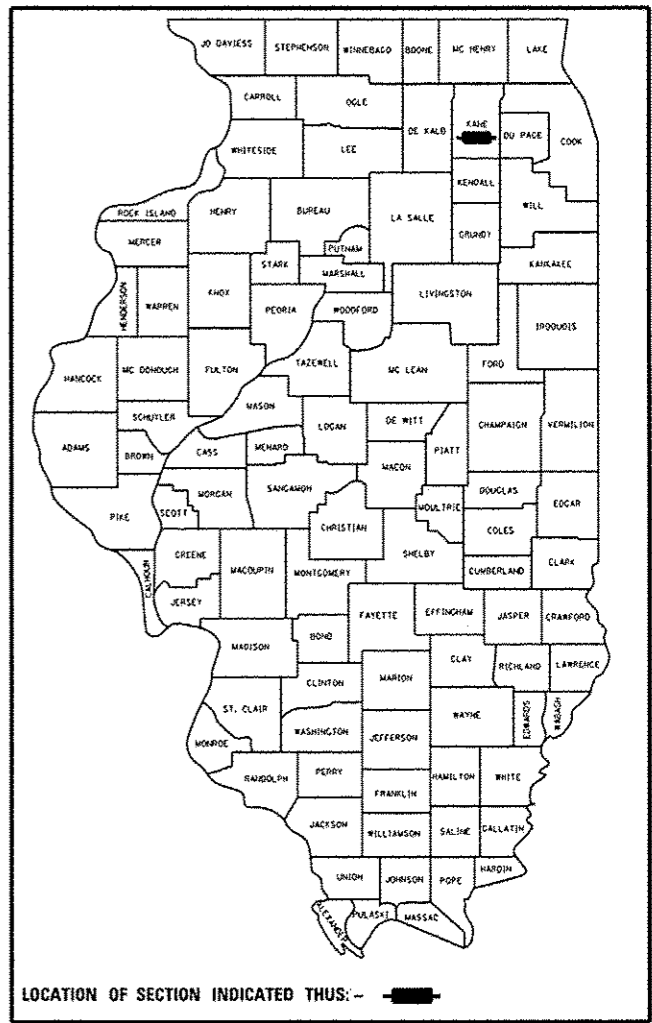 JO DAVIESS STEPHENSON WINNEBAGO BOONE MC HENRY LAKE
CARROLL OGLE DE KALB KANE DU PAGE COOK
WHITESIDE LEE
KENDALL
ROCK ISLAND HENRY BUREAU LA SALLE GRUNDY WILL
MERCER PUTNAM
STARK MARSHALL KANKAKEE
HENDERSON WARREN KNOX PEORIA WOODFORD LIVINGSTON IROQUOIS
HANCOCK MC DONOUGH FULTON TAZEWELL MC LEAN FORD
MASON
SCHUYLER LOGAN DE WITT CHAMPAIGN VERMILION
ADAMS BROWN CASS MENARD PIATT
MACON
MORGAN SANGAMON DOUGLAS
PIKE SCOTT CHRISTIAN MOULTRIE EDGAR
COLES
GREENE SHELBY
CALHOUN MACOUPIN MONTGOMERY CUMBERLAND CLARK
JERSEY
FAYETTE EFFINGHAM JASPER CRAWFORD
MADISON BOND
CLAY RICHLAND LAWRENCE
CLINTON MARION
ST. CLAIR WAYNE EDWARDS WABASH
WASHINGTON JEFFERSON
MONROE
RANDOLPH PERRY HAMILTON WHITE
FRANKLIN
JACKSON WILLIAMSON SALINE GALLATIN
HARDIN
UNION JOHNSON POPE
ALEXANDER PULASKI MASSAC
LOCATION OF SECTION INDICATED THUS:-